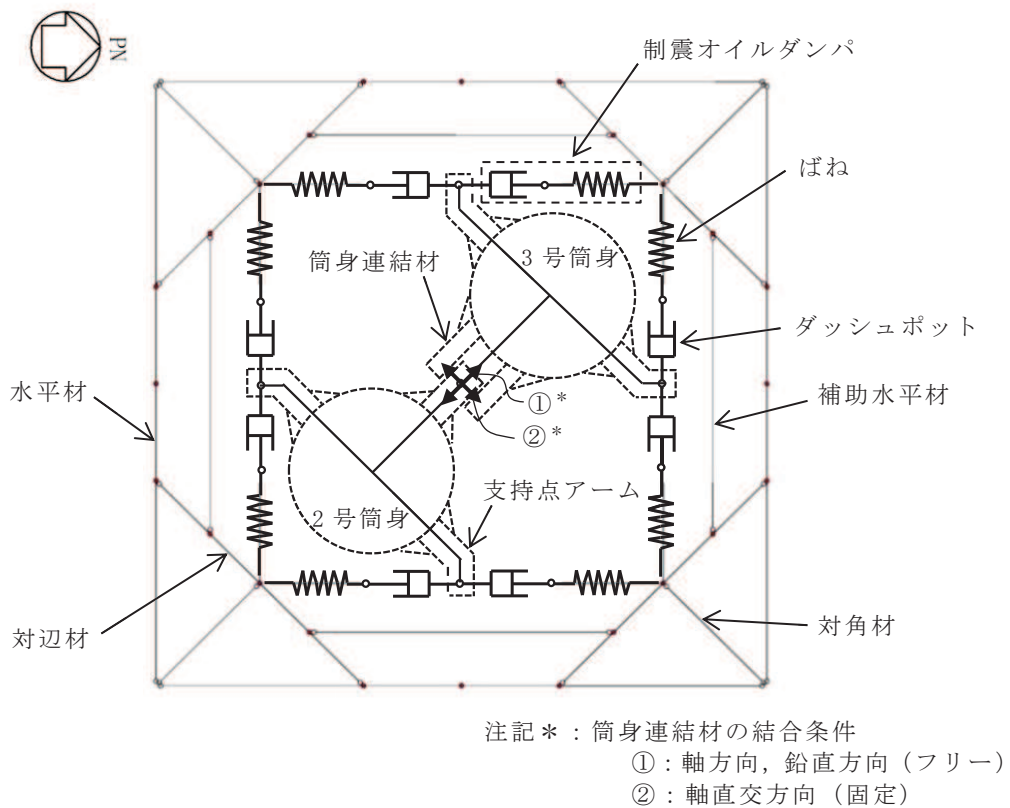 PN
制震オイルダンパ
ばね
筒身連結材
3号筒身
ダッシュポット
水平材
①*
②*
補助水平材
支持点アーム
2号筒身
対辺材
対角材
注記＊：筒身連結材の結合条件
①：軸方向，鉛直方向（フリー）
②：軸直交方向（固定）